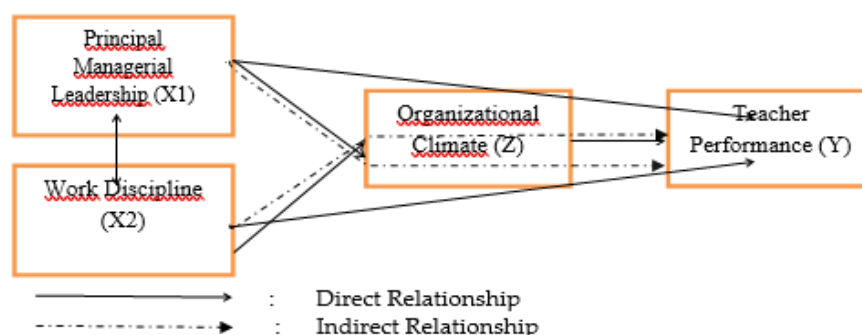 Principal
Managerial
Leadership (X1)
Organizational
Climate (Z)
Teacher
Performance (Y)
Work Discipline
(X2)
: Direct Relationship
: Indirect Relationship